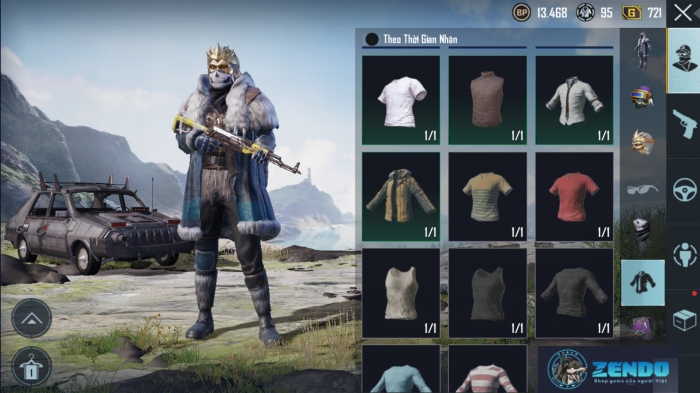 BP 13.468 95 G 721
Theo Thời Gian Nhận
1/1 1/1 1/1
1/1 1/1 1/1
1/1 1/1 1/1
ZENDO
Shop game của người Việt